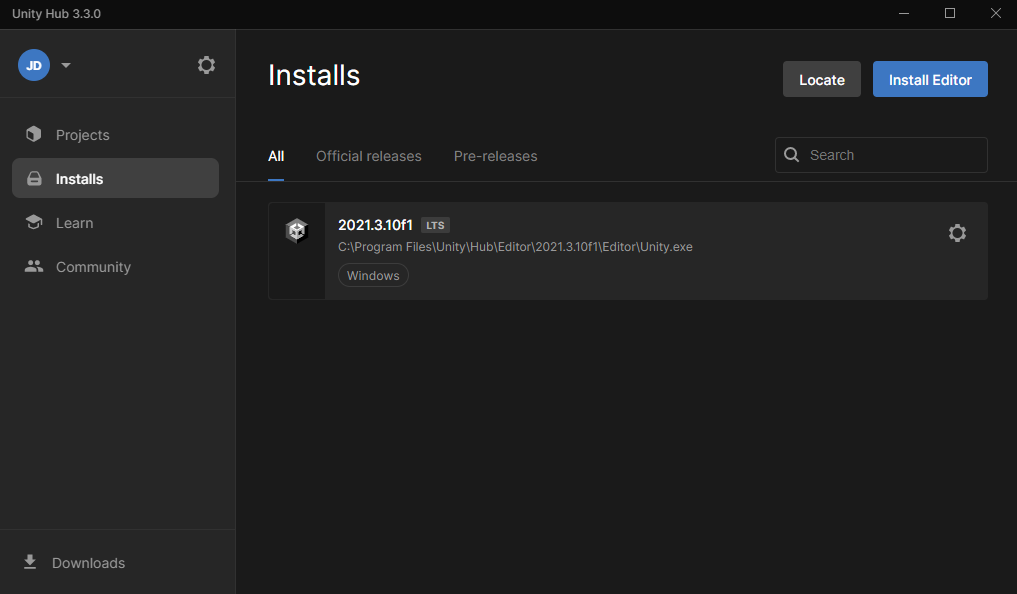 Unity Hub 3.3.0
JD
Projects
Installs
Learn
Community
Downloads
Installs
Locate
Install Editor
All
Official releases
Pre-releases
Search
2021.3.10f1 LTS
C:\Program Files\Unity\Hub\Editor\2021.3.10f1\Editor\Unity.exe
Windows